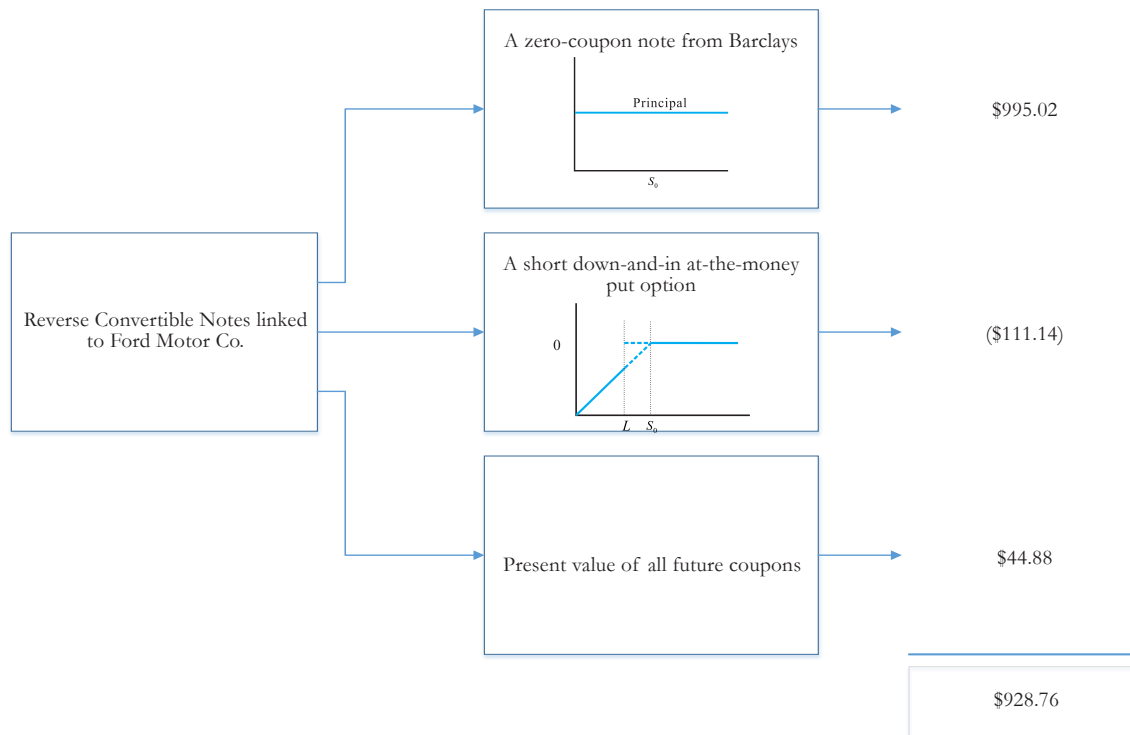 A zero-coupon note from Barclays
Principal
S₀
$995.02
Reverse Convertible Notes linked
to Ford Motor Co.
A short down-and-in at-the-money
put option
0
L S₀
($111.14)
Present value of all future coupons
$44.88
$928.76